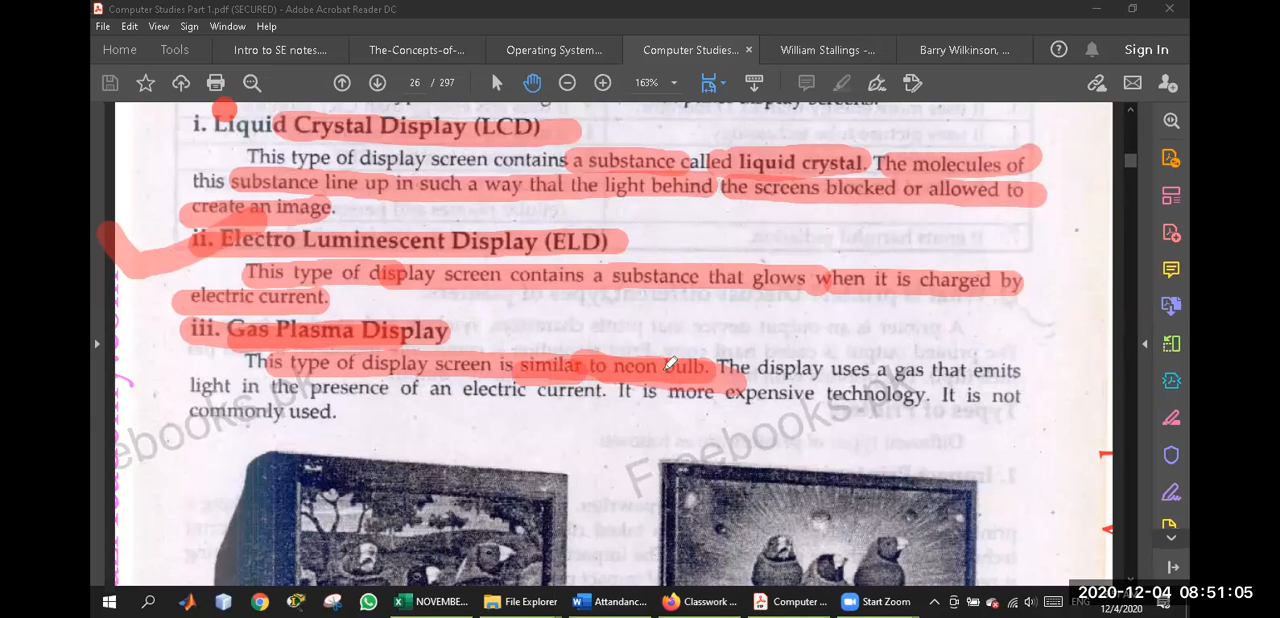 Computer Studies Part 1.pdf (SECURED) - Adobe Acrobat Reader DC
File Edit View Sign Window Help
Home Tools Intro to SE notes.... The-Concepts-of-... Operating System... Computer Studies... × William Stallings -... Barry Wilkinson, ... Sign In
26 / 297 163%
i. Liquid Crystal Display (LCD)
This type of display screen contains a substance called liquid crystal. The molecules of
this substance line up in such a way that the light behind the screens blocked or allowed to
create an image.
ii. Electro Luminescent Display (ELD)
This type of display screen contains a substance that glows when it is charged by
electric current.
iii. Gas Plasma Display
This type of display screen is similar to neon bulb. The display uses a gas that emits
light in the presence of an electric current. It is more expensive technology. It is not
commonly used.
Freebooks.pk
NOVEMBE... File Explorer Attandanc... Classwork ... Computer ... Start Zoom ENG
2020-12-04 08:51:05
12/4/2020